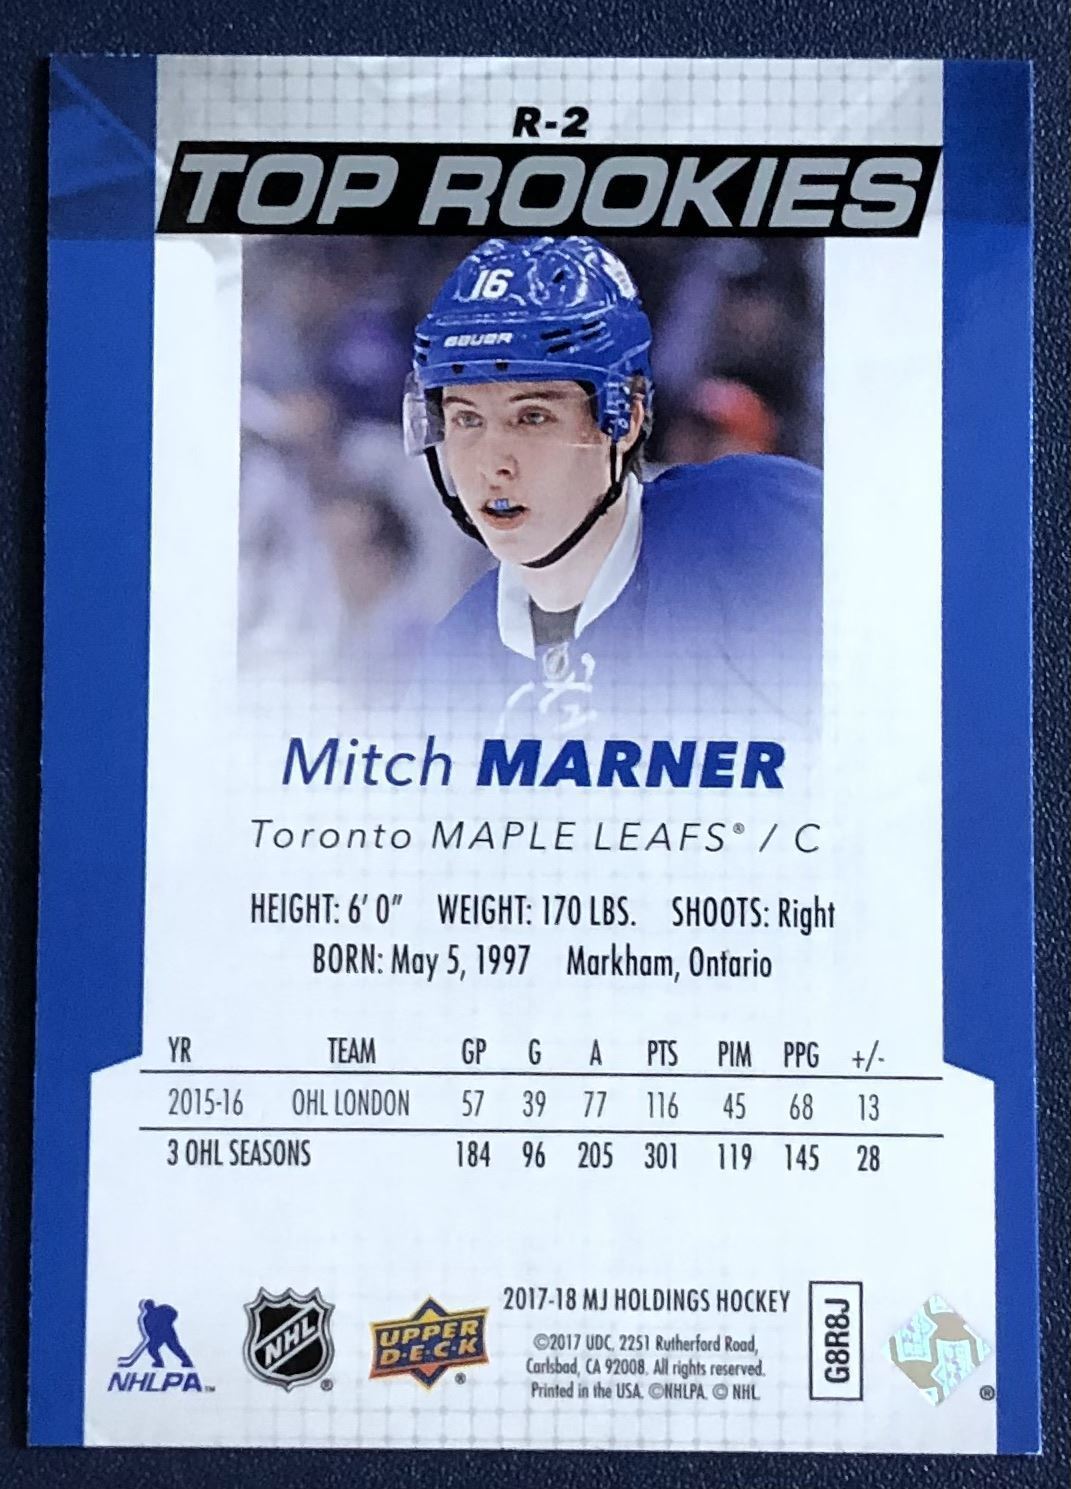 R-2
TOP ROOKIES
16
BAUER
Mitch MARNER
Toronto MAPLE LEAFS® / C
HEIGHT: 6' 0" WEIGHT: 170 LBS. SHOOTS: Right
BORN: May 5, 1997 Markham, Ontario
YR TEAM GP G A PTS PIM PPG +/-
2015-16 OHL LONDON 57 39 77 116 45 68 13
3 OHL SEASONS 184 96 205 301 119 145 28
NHLPA™
NHL®
UPPER
D·E·C·K®
2017-18 MJ HOLDINGS HOCKEY
©2017 UDC, 2251 Rutherford Road,
Carlsbad, CA 92008. All rights reserved.
Printed in the USA. ©NHLPA. © NHL.
G8R8J
®